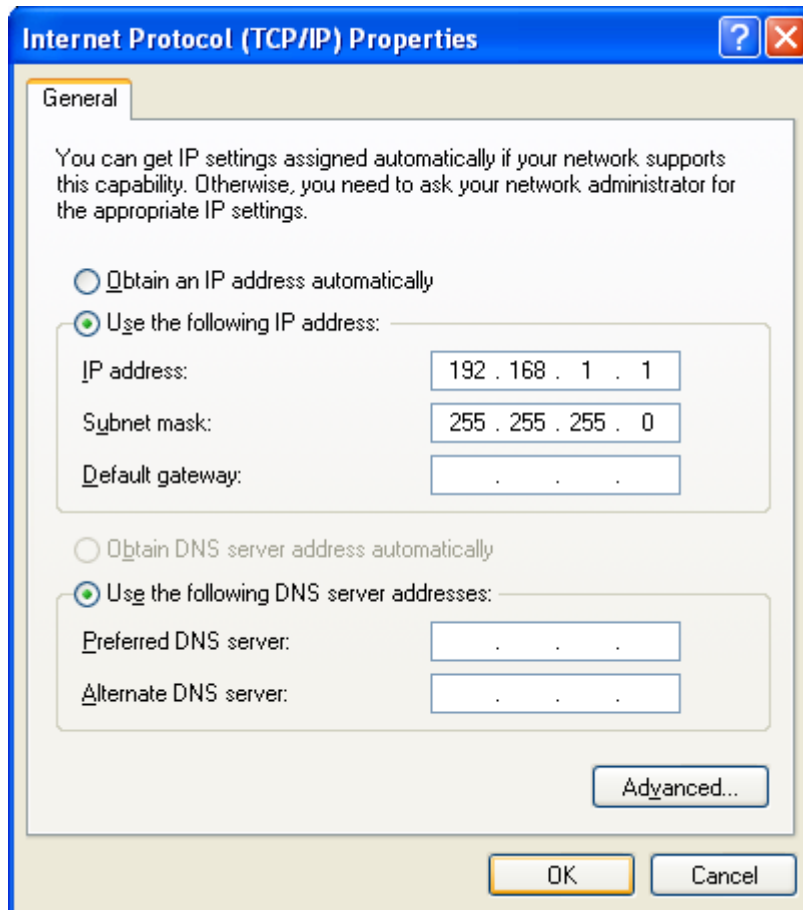 Internet Protocol (TCP/IP) Properties
General
You can get IP settings assigned automatically if your network supports
this capability. Otherwise, you need to ask your network administrator for
the appropriate IP settings.
Obtain an IP address automatically
Use the following IP address:
IP address: 192 . 168 . 1 . 1
Subnet mask: 255 . 255 . 255 . 0
Default gateway: . . .
Obtain DNS server address automatically
Use the following DNS server addresses:
Preferred DNS server: . . .
Alternate DNS server: . . .
Advanced...
OK Cancel